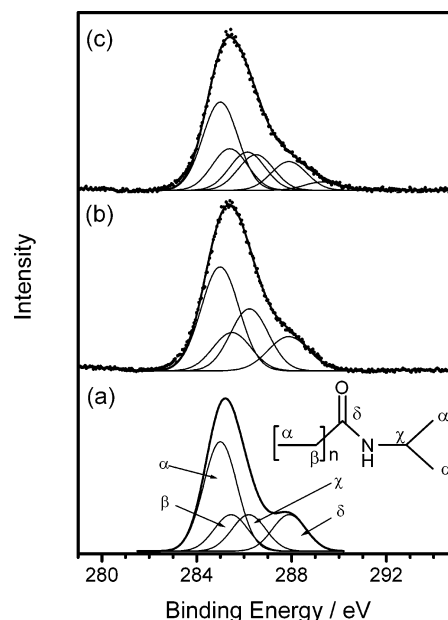 (c)
(b)
(a)
Intensity
α
β
χ
δ
O
δ
α
α
β
n
N
H
χ
α
280
284
288
292
Binding Energy / eV